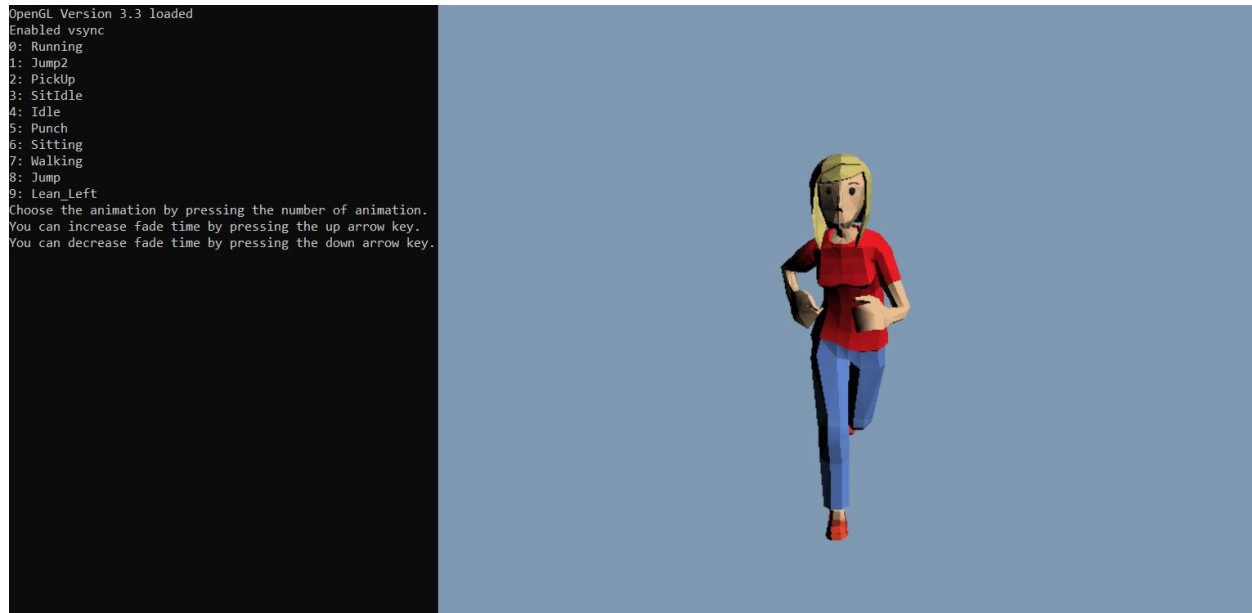 OpenGL Version 3.3 loaded
Enabled vsync
0: Running
1: Jump2
2: PickUp
3: SitIdle
4: Idle
5: Punch
6: Sitting
7: Walking
8: Jump
9: Lean_Left
Choose the animation by pressing the number of animation.
You can increase fade time by pressing the up arrow key.
You can decrease fade time by pressing the down arrow key.